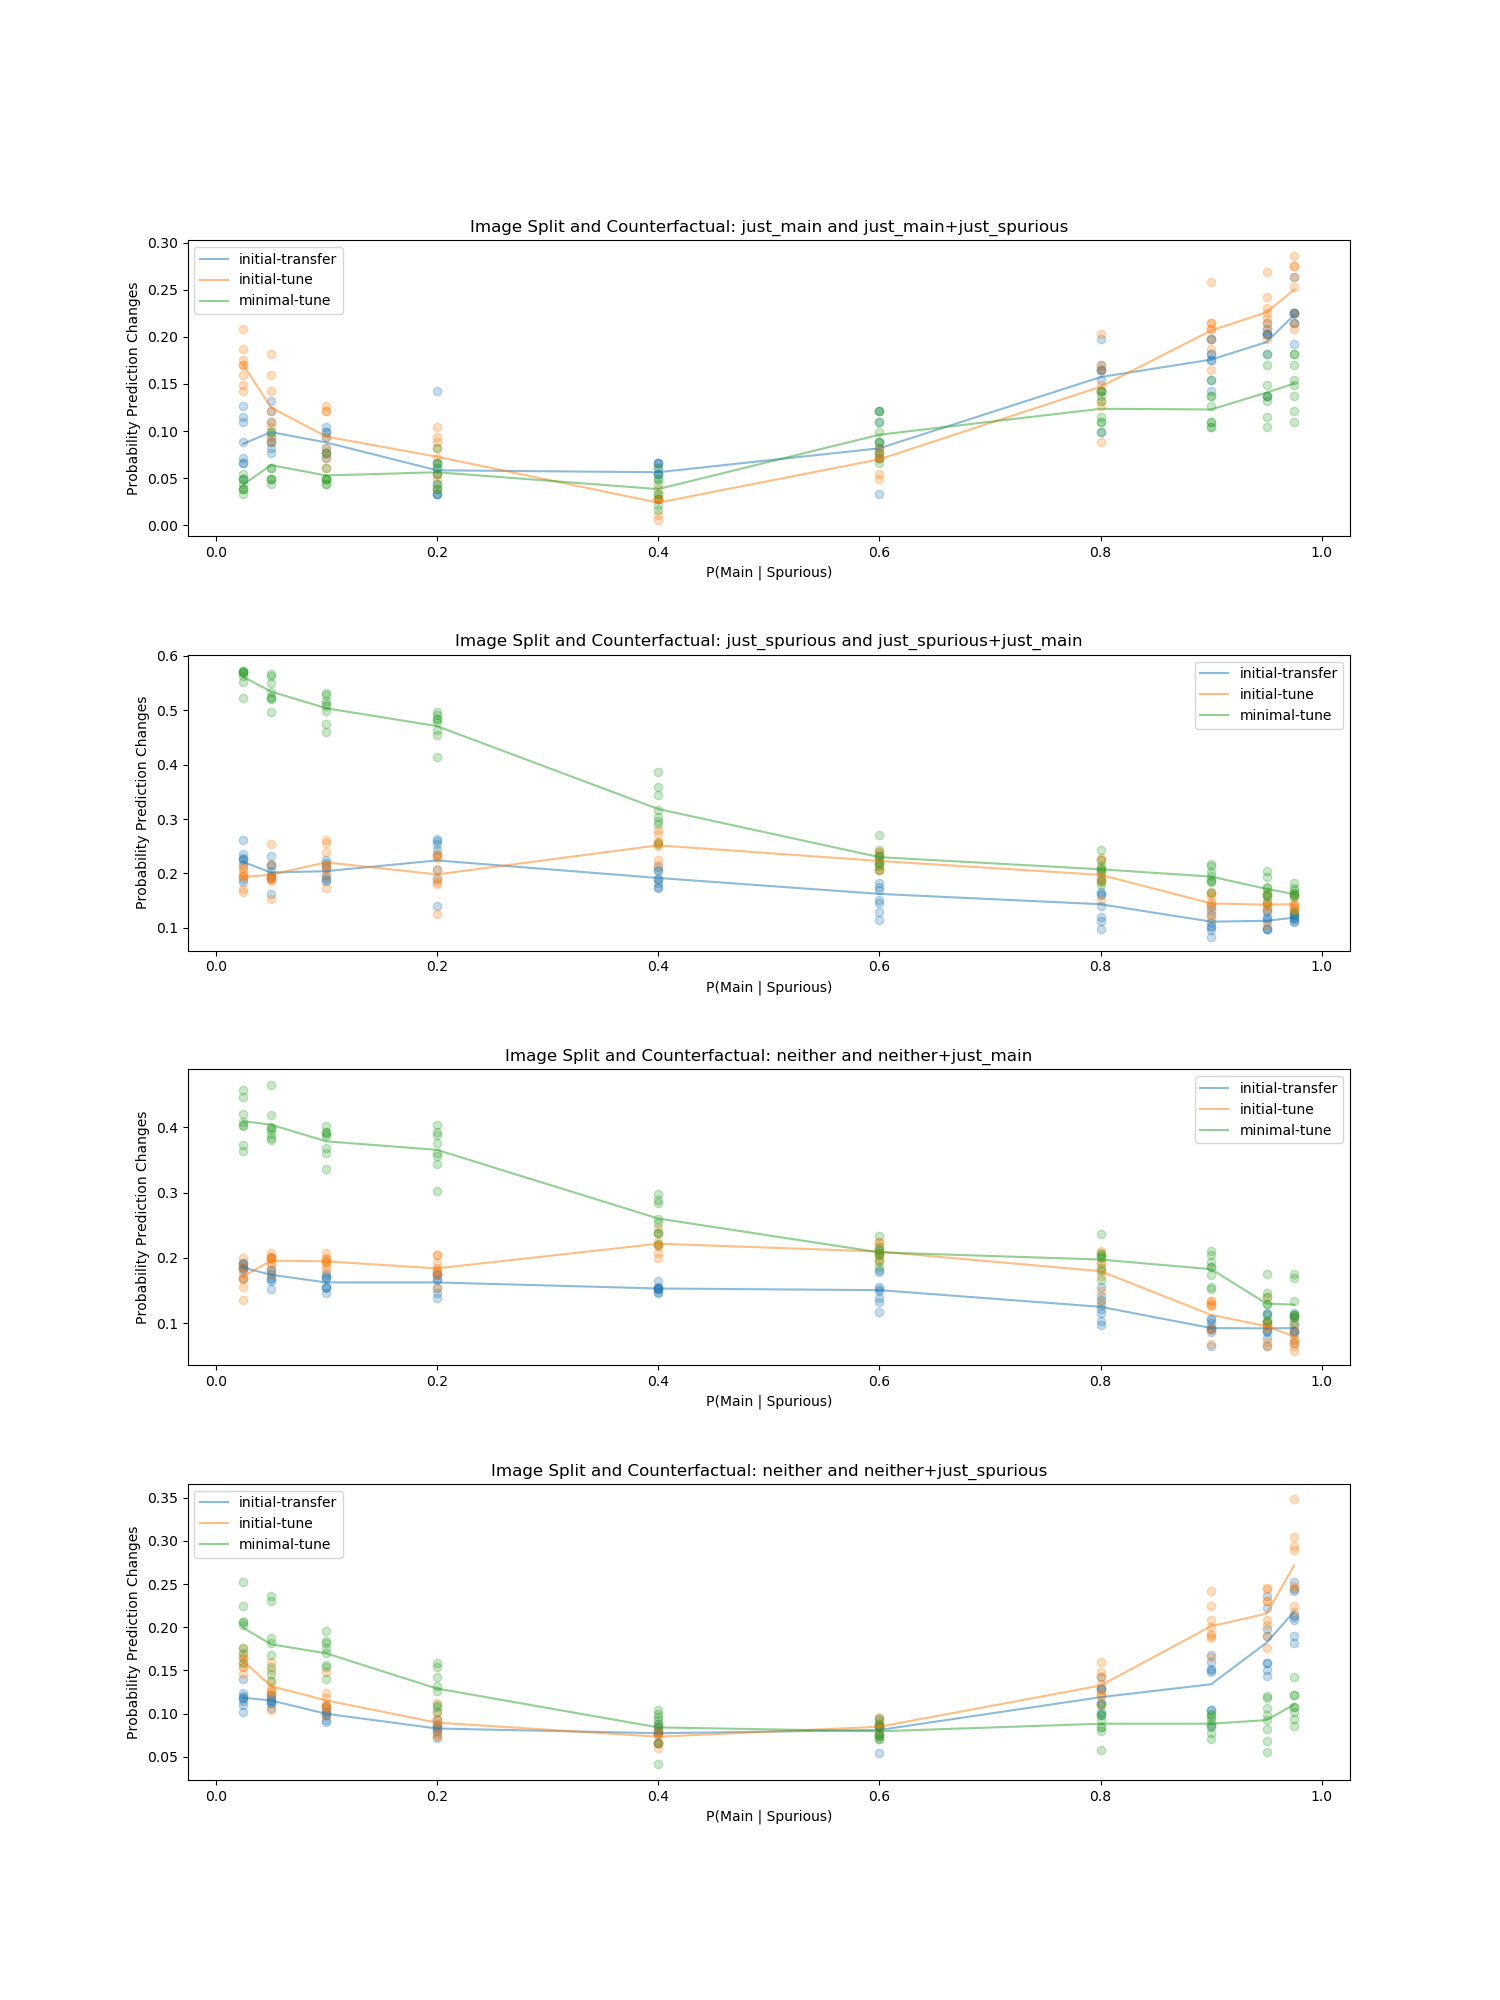 Image Split and Counterfactual: just_main and just_main+just_spurious
initial-transfer
initial-tune
minimal-tune
Probability Prediction Changes
0.30
0.25
0.20
0.15
0.10
0.05
0.00
0.0 0.2 0.4 0.6 0.8 1.0
P(Main | Spurious)
Image Split and Counterfactual: just_spurious and just_spurious+just_main
initial-transfer
initial-tune
minimal-tune
Probability Prediction Changes
0.6
0.5
0.4
0.3
0.2
0.1
0.0 0.2 0.4 0.6 0.8 1.0
P(Main | Spurious)
Image Split and Counterfactual: neither and neither+just_main
initial-transfer
initial-tune
minimal-tune
Probability Prediction Changes
0.4
0.3
0.2
0.1
0.0 0.2 0.4 0.6 0.8 1.0
P(Main | Spurious)
Image Split and Counterfactual: neither and neither+just_spurious
initial-transfer
initial-tune
minimal-tune
Probability Prediction Changes
0.35
0.30
0.25
0.20
0.15
0.10
0.05
0.0 0.2 0.4 0.6 0.8 1.0
P(Main | Spurious)